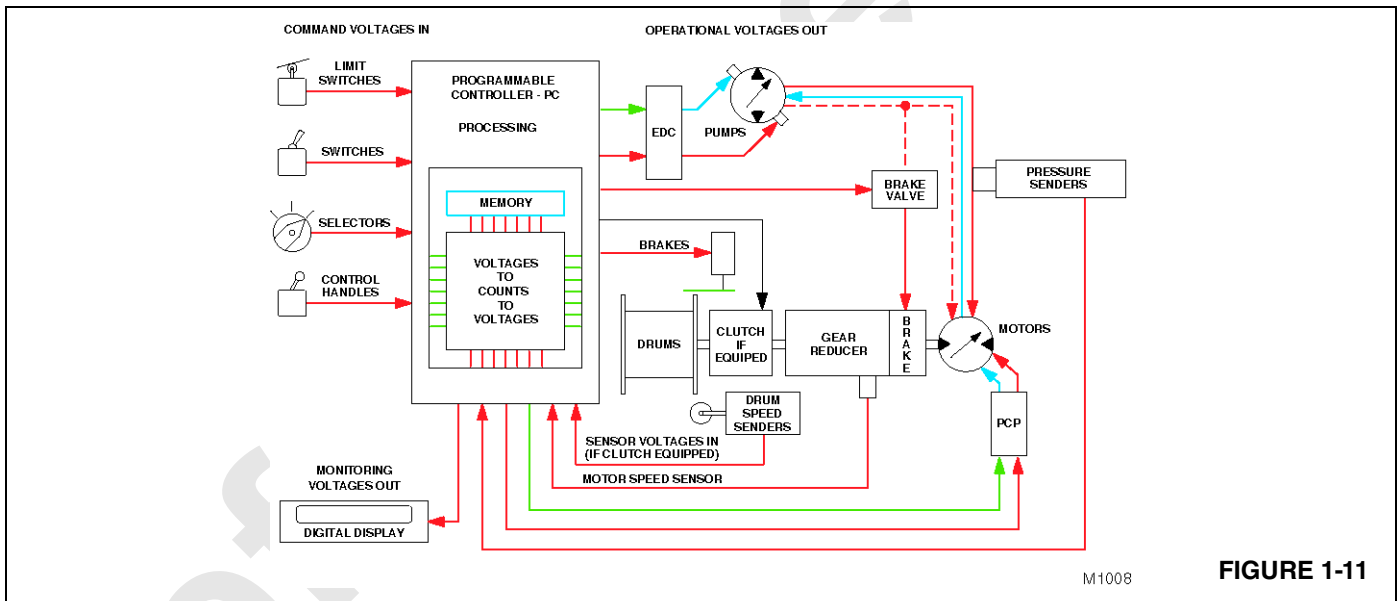 COMMAND VOLTAGES IN
OPERATIONAL VOLTAGES OUT
LIMIT
SWITCHES
SWITCHES
SELECTORS
CONTROL
HANDLES
PROGRAMMABLE
CONTROLLER - PC
PROCESSING
MEMORY
VOLTAGES
TO
COUNTS
TO
VOLTAGES
EDC
PUMPS
BRAKE
VALVE
PRESSURE
SENDERS
BRAKES
DRUMS
CLUTCH
IF
EQUIPED
GEAR
REDUCER
B
R
A
K
E
MOTORS
PCP
DRUM
SPEED
SENDERS
SENSOR VOLTAGES IN
(IF CLUTCH EQUIPPED)
MOTOR SPEED SENSOR
MONITORING
VOLTAGES OUT
DIGITAL DISPLAY
M1008
FIGURE 1-11